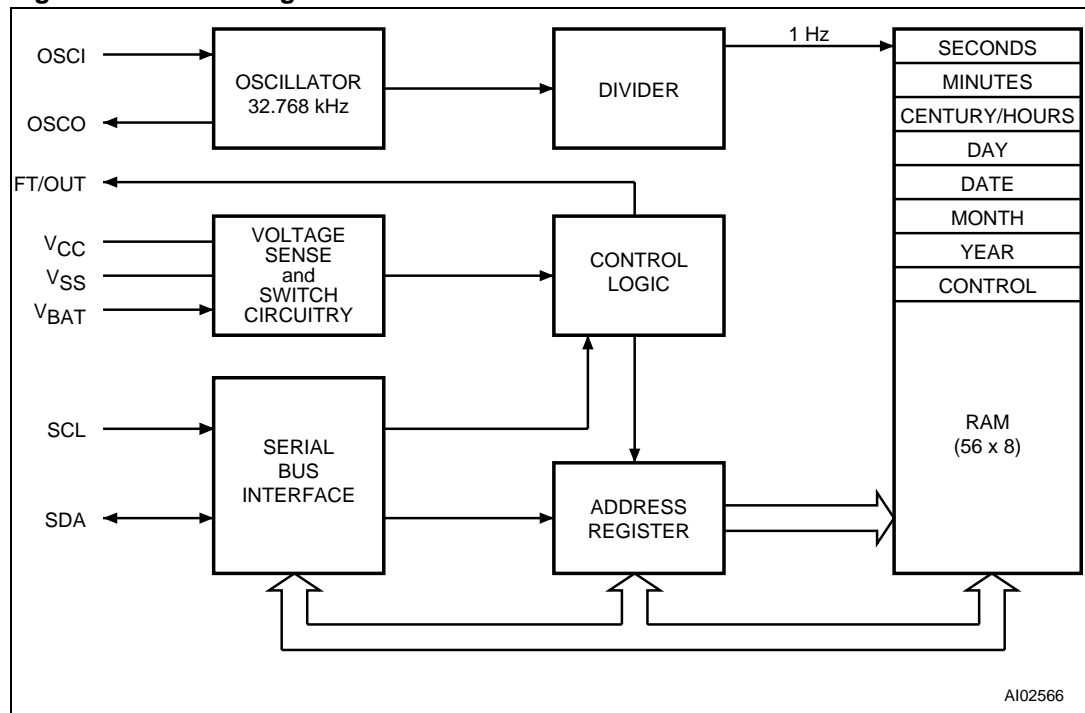 1 Hz
OSCI
OSCO
FT/OUT
VCC
VSS
VBAT
SCL
SDA
OSCILLATOR
32.768 kHz
DIVIDER
VOLTAGE
SENSE
and
SWITCH
CIRCUITRY
CONTROL
LOGIC
SERIAL
BUS
INTERFACE
ADDRESS
REGISTER
SECONDS
MINUTES
CENTURY/HOURS
DAY
DATE
MONTH
YEAR
CONTROL
RAM
(56 x 8)
AI02566